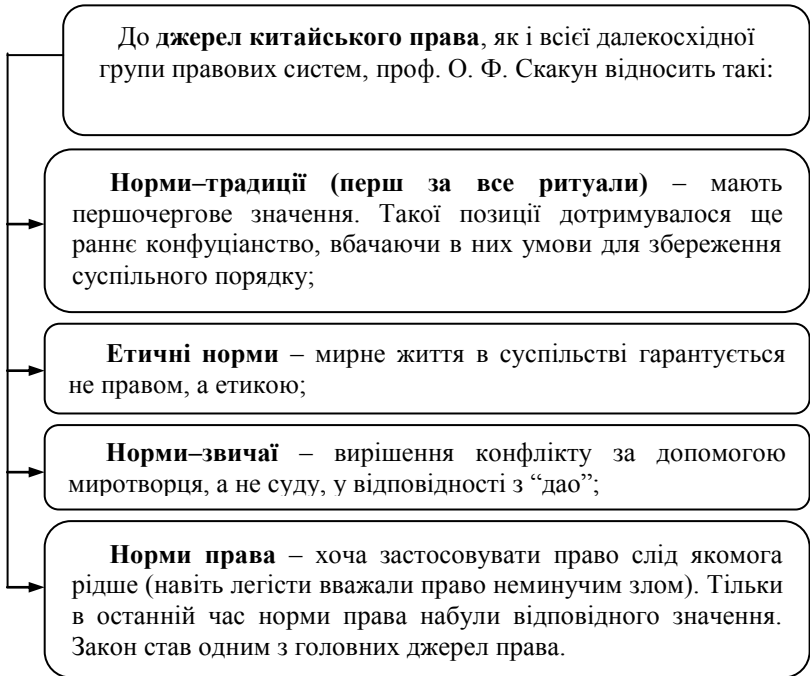 До джерел китайського права, як і всієї далекосхідної
групи правових систем, проф. О. Ф. Скакун відносить такі:
Норми–традиції (перш за все ритуали) – мають
першочергове значення. Такої позиції дотримувалося ще
раннє конфуціанство, вбачаючи в них умови для збереження
суспільного порядку;
Етичні норми – мирне життя в суспільстві гарантується
не правом, а етикою;
Норми–звичаї – вирішення конфлікту за допомогою
миротворця, а не суду, у відповідності з “дао”;
Норми права – хоча застосовувати право слід якомога
рідше (навіть легісти вважали право неминучим злом). Тільки
в останній час норми права набули відповідного значення.
Закон став одним з головних джерел права.